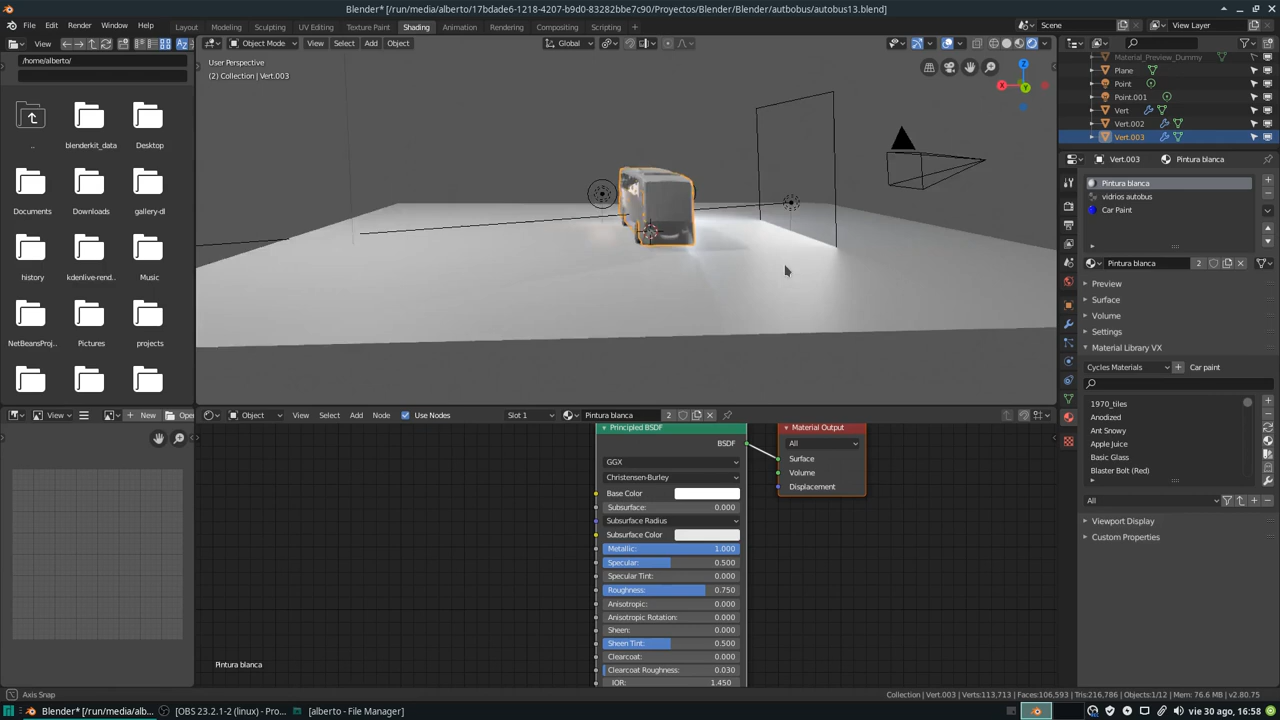 Blender* [/run/media/alberto/17bdade6-1218-4207-b9d0-83282bbe7c90/Proyectos/Blender/Blender/autbobus/autobus13.blend]
File Edit Render Window Help Layout Modeling Sculpting UV Editing Texture Paint Shading Animation Rendering Compositing Scripting Scene View Layer
View Object Mode View Select Add Object Global
/home/alberto/
User Perspective
(2) Collection | Vert.003
..
blenderkit_data
Desktop
Documents
Downloads
gallery-dl
history
kdenlive-rend...
Music
NetBeansProj...
Pictures
projects
Material_Preview_Dummy
Plane
Point
Point.001
Vert
Vert.002
Vert.003
Vert.003 Pintura blanca
Pintura blanca
vidrios autobus
Car Paint
Pintura blanca 2
Preview
Surface
Volume
Settings
Material Library VX
Cycles Materials Car paint
1970_tiles
Anodized
Ant Snowy
Apple Juice
Basic Glass
Blaster Bolt (Red)
All
Viewport Display
Custom Properties
View New Open
Object View Select Add Node Use Nodes Slot 1 Pintura blanca 2
Principled BSDF
BSDF
GGX
Christensen-Burley
Base Color
Subsurface: 0.000
Subsurface Radius
Subsurface Color
Metallic: 1.000
Specular: 0.500
Specular Tint: 0.000
Roughness: 0.750
Anisotropic: 0.000
Anisotropic Rotation: 0.000
Sheen: 0.000
Sheen Tint: 0.500
Clearcoat: 0.000
Clearcoat Roughness: 0.030
IOR: 1.450
Material Output
All
Surface
Volume
Displacement
Pintura blanca
Axis Snap
Collection | Vert.003 | Verts:113,713 | Faces:106,593 | Tris:216,786 | Objects:1/12 | Mem: 76.6 MB | v2.80.75
Blender* [/run/media/alb... [OBS 23.2.1-2 (linux) - Pro... [alberto - File Manager] vie 30 ago, 16:58